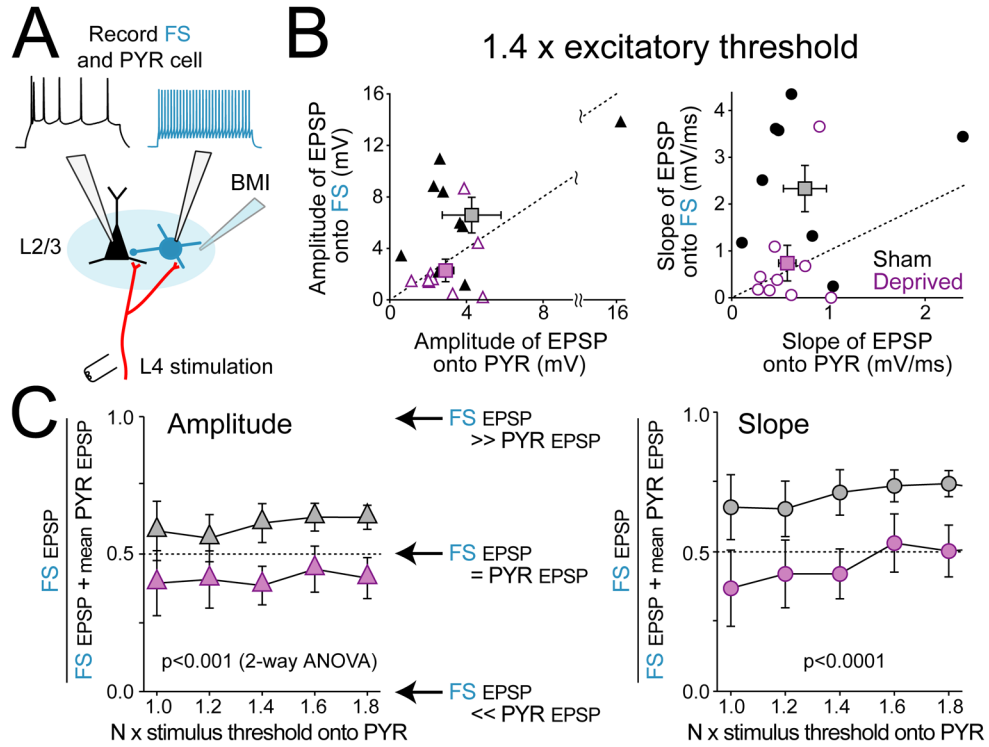 A
Record FS
and PYR cell
BMI
L2/3
L4 stimulation
B
1.4 x excitatory threshold
Amplitude of EPSP
onto FS (mV)
16
12
8
4
0
0
4
8
16
Amplitude of EPSP
onto PYR (mV)
Slope of EPSP
onto FS (mV/ms)
4
3
2
1
0
0
1
2
Sham
Deprived
Slope of EPSP
onto PYR (mV/ms)
C
FS EPSP
FS EPSP + mean PYR EPSP
1.0
0.5
0.0
Amplitude
p<0.001 (2-way ANOVA)
1.0
1.2
1.4
1.6
1.8
N x stimulus threshold onto PYR
FS EPSP
>> PYR EPSP
FS EPSP
= PYR EPSP
FS EPSP
<< PYR EPSP
FS EPSP
FS EPSP + mean PYR EPSP
1.0
0.5
0.0
Slope
p<0.0001
1.0
1.2
1.4
1.6
1.8
N x stimulus threshold onto PYR